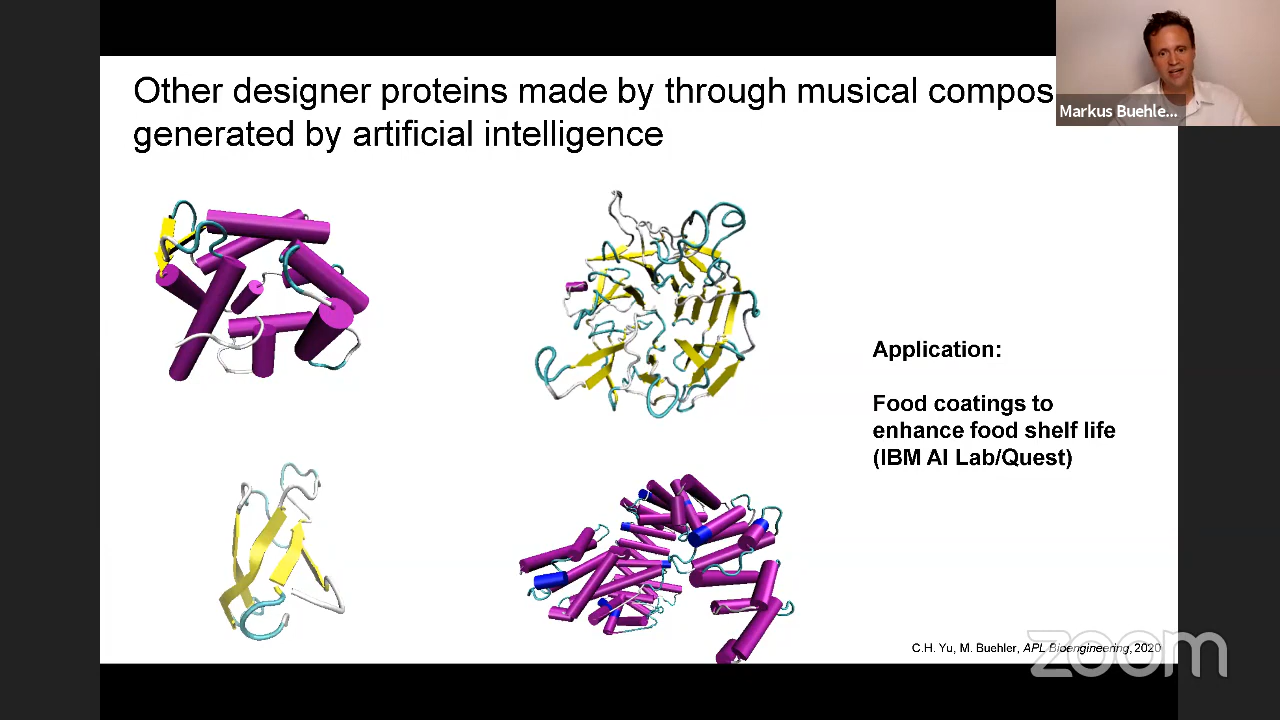 Other designer proteins made by through musical compos
generated by artificial intelligence
Markus Buehle...
Application:
Food coatings to
enhance food shelf life
(IBM AI Lab/Quest)
C.H. Yu, M. Buehler, APL Bioengineering, 2020
zoom